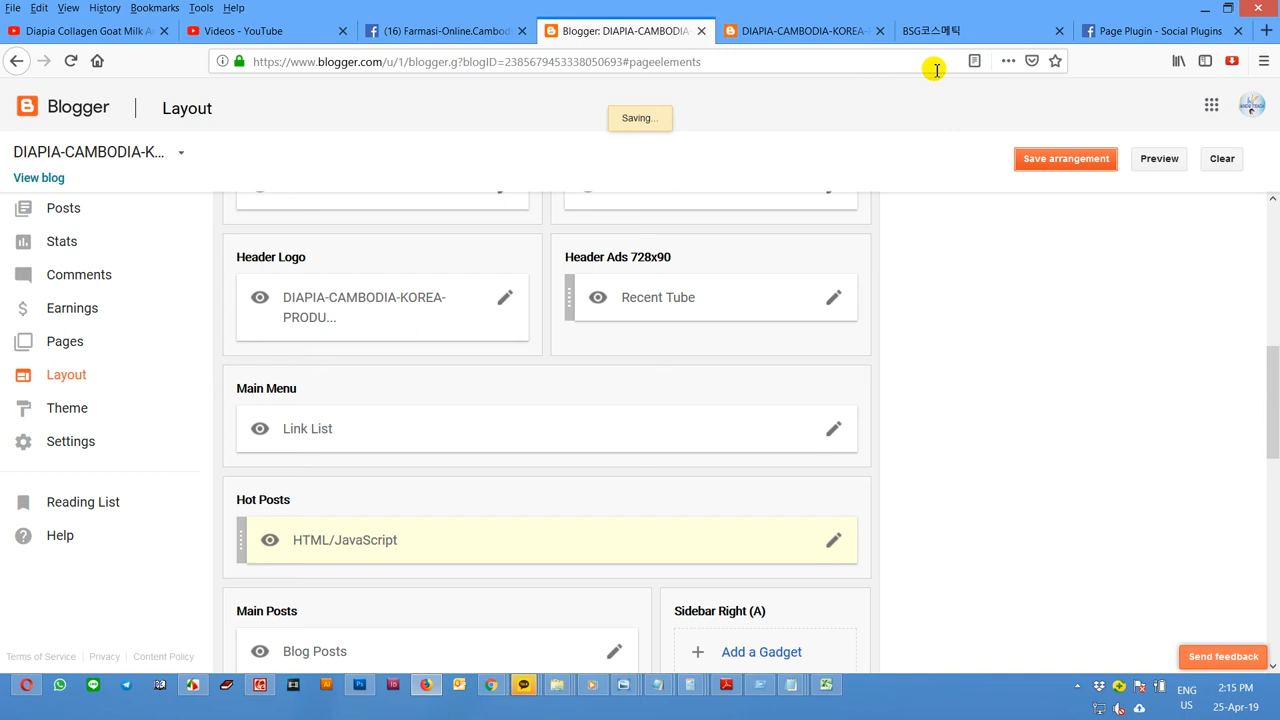 File Edit View History Bookmarks Tools Help
Diapia Collagen Goat Milk A
Videos - YouTube
(16) Farmasi-Online.Cambod
Blogger: DIAPIA-CAMBODIA
DIAPIA-CAMBODIA-KOREA-
BSG코스메틱
Page Plugin - Social Plugins
https://www.blogger.com/u/1/blogger.g?blogID=2385679453538050693#pageelements
Blogger
Layout
Saving...
DIAPIA-CAMBODIA-K...
View blog
Save arrangement
Preview
Clear
Posts
Stats
Comments
Earnings
Pages
Layout
Theme
Settings
Reading List
Help
Terms of Service
Privacy
Content Policy
Header Logo
DIAPIA-CAMBODIA-KOREA-
PRODU...
Header Ads 728x90
Recent Tube
Main Menu
Link List
Hot Posts
HTML/JavaScript
Main Posts
Blog Posts
Sidebar Right (A)
Add a Gadget
Send feedback
ENG
US
2:15 PM
25-Apr-19